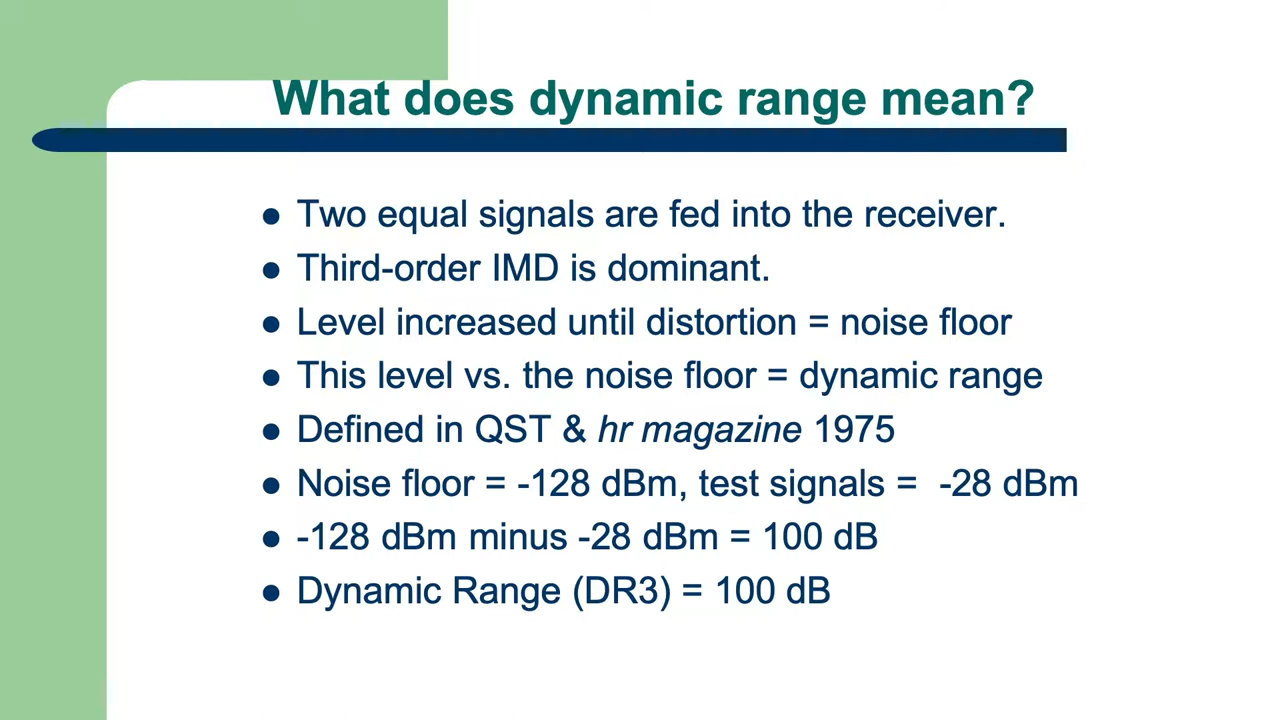 What does dynamic range mean?
● Two equal signals are fed into the receiver.
● Third-order IMD is dominant.
● Level increased until distortion = noise floor
● This level vs. the noise floor = dynamic range
● Defined in QST & hr magazine 1975
● Noise floor = -128 dBm, test signals =  -28 dBm
● -128 dBm minus -28 dBm = 100 dB
● Dynamic Range (DR3) = 100 dB